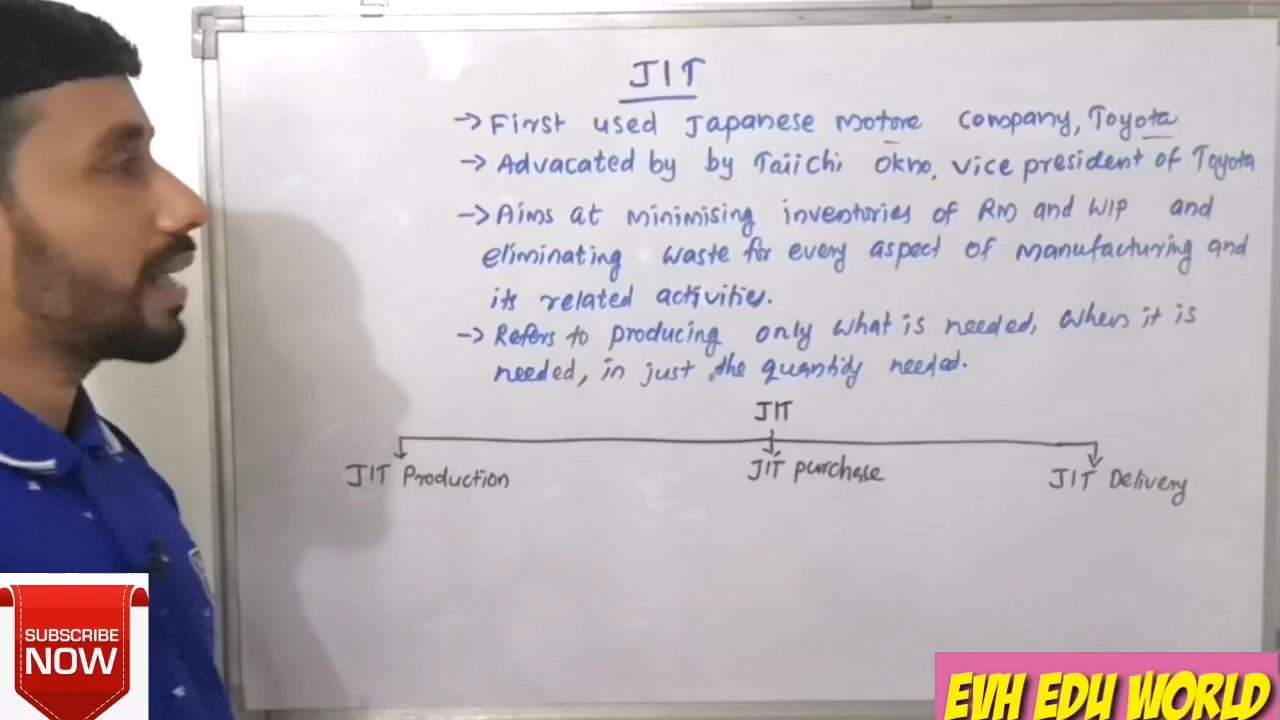 JIT
→ First used Japanese Motore company, Toyota
→ Advacated by by Taiichi Okno, vice president of Toyota
→ Aims at minimising inventories of RM and WIP and
eliminating waste for every aspect of manufacturing and
its related activities.
→ Refers to producing only what is needed, when it is
needed, in just the quantity needed.
JIT
JIT Production JIT purchase JIT Delivery
SUBSCRIBE
NOW
EVH EDU WORLD